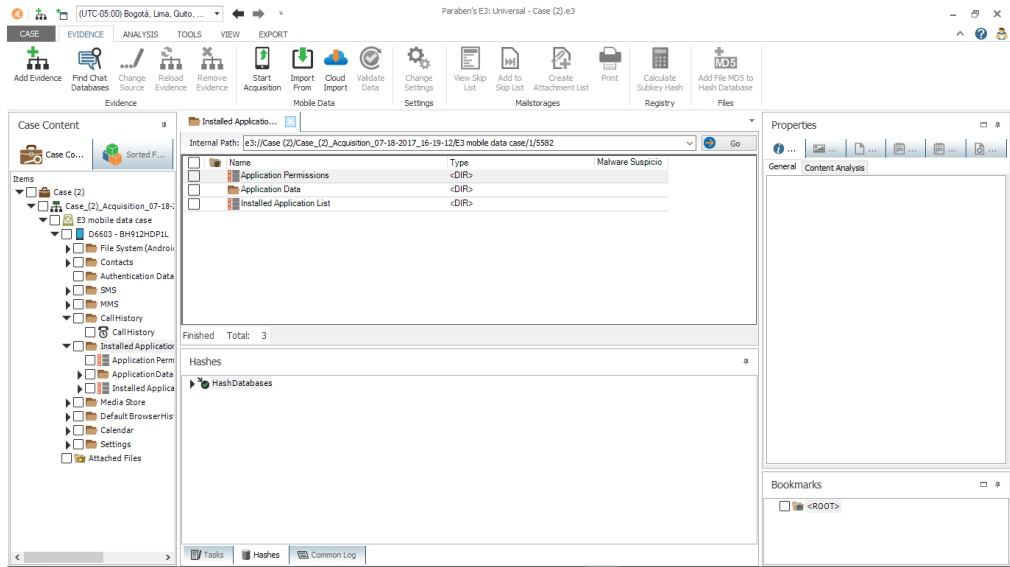 (UTC-05:00) Bogotá, Lima, Quito, ...
Paraben's E3: Universal - Case (2).e3
CASE EVIDENCE ANALYSIS TOOLS VIEW EXPORT
Add Evidence
Find Chat Databases
Change Source
Reload Evidence
Remove Evidence
Start Acquisition
Import From
Cloud Import
Validate Data
Change Settings
View Skip List
Add to Skip List
Create Attachment List
Print
Calculate Subkey Hash
MD5
Add File MD5 to Hash Database
Evidence Mobile Data Settings Mailstorages Registry Files
Case Content
Case Co... Sorted F...
Items
Case (2)
Case_(2)_Acquisition_07-18-
E3 mobile data case
D6603 - BH912HDP1L
File System (Androi
Contacts
Authentication Data
SMS
MMS
CallHistory
CallHistory
Installed Application
Application Perm
Application Data
Installed Applica
Media Store
Default BrowserHis
Calendar
Settings
Attached Files
Installed Applicatio...
Internal Path: e3://Case (2)/Case_(2)_Acquisition_07-18-2017_16-19-12/E3 mobile data case/1/5582 Go
Name Type Malware Suspicio
Application Permissions <DIR>
Application Data <DIR>
Installed Application List <DIR>
Finished Total: 3
Hashes
HashDatabases
Tasks Hashes Common Log
Properties
... ... ... ... ... ...
General Content Analysis
Bookmarks
<ROOT>